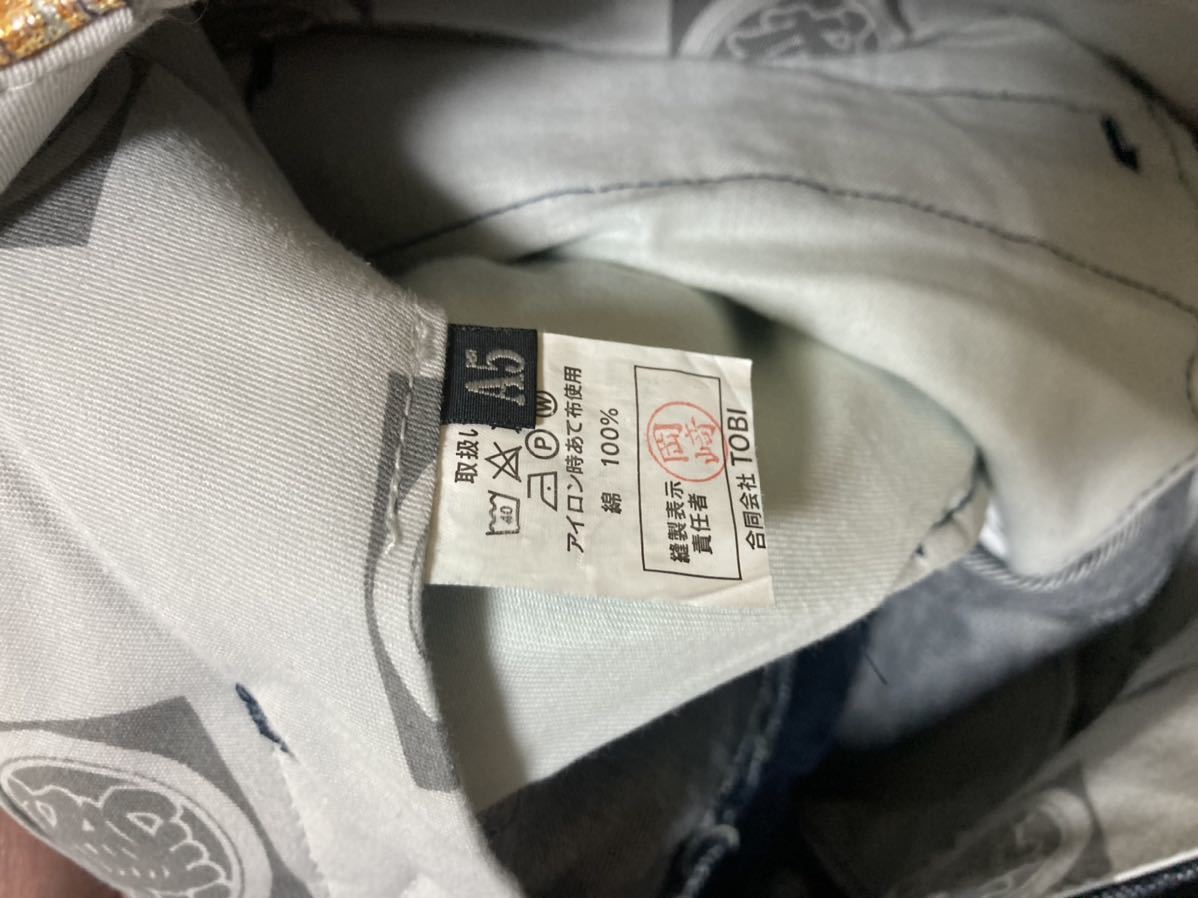 A5
取扱い
40
P W
アイロン時あて布使用
綿 100%
縫製表示
責任者
岡崎
合同会社 TOBI